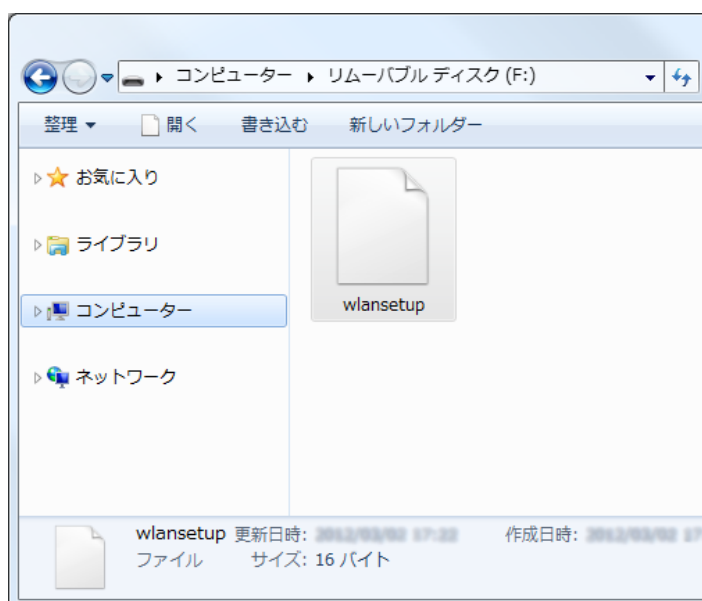 コンピューター ▸ リムーバブル ディスク (F:)
整理 開く 書き込む 新しいフォルダー
お気に入り
ライブラリ
コンピューター
ネットワーク
wlansetup
wlansetup 更新日時: 作成日時:
ファイル サイズ: 16 バイト